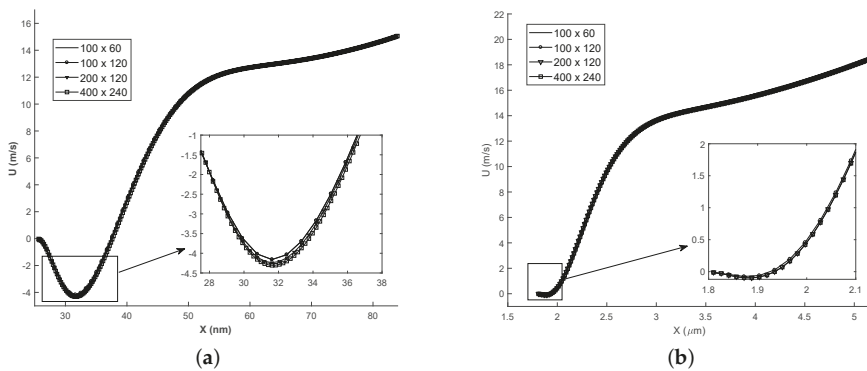 16
14
12
10
8
6
4
2
0
-2
-4
U (m/s)
100 x 60
100 x 120
200 x 120
400 x 240
-1
-1.5
-2
-2.5
-3
-3.5
-4
-4.5
28 30 32 34 36 38
30 40 50 60 70 80
X (nm)
(a)
22
20
18
16
14
12
10
8
6
4
2
0
U (m/s)
100 x 60
100 x 120
200 x 120
400 x 240
2
1.5
1
0.5
0
1.8 1.9 2 2.1
1.5 2 2.5 3 3.5 4 4.5 5
X (μm)
(b)